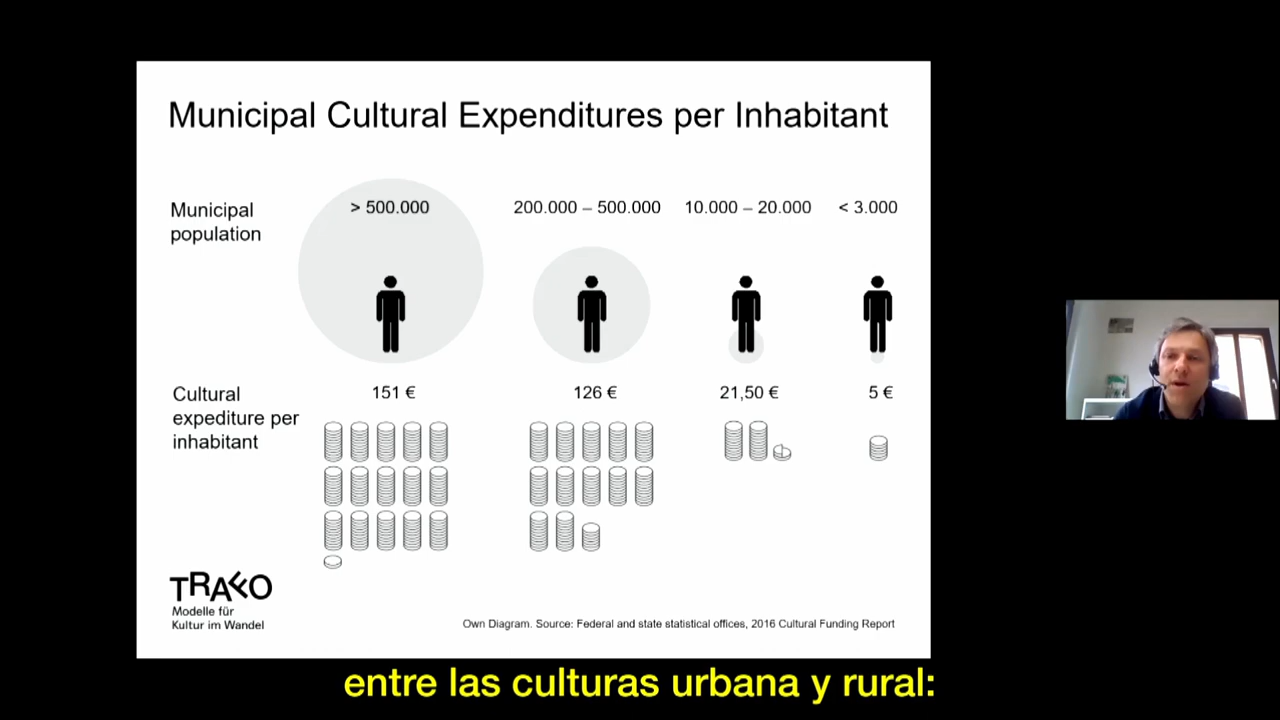 Municipal Cultural Expenditures per Inhabitant
Municipal
population
> 500.000
200.000 – 500.000
10.000 – 20.000
< 3.000
Cultural
expediture per
inhabitant
151 €
126 €
21,50 €
5 €
TRAFO
Modelle für
Kultur im Wandel
Own Diagram. Source: Federal and state statistical offices, 2016 Cultural Funding Report
entre las culturas urbana y rural: